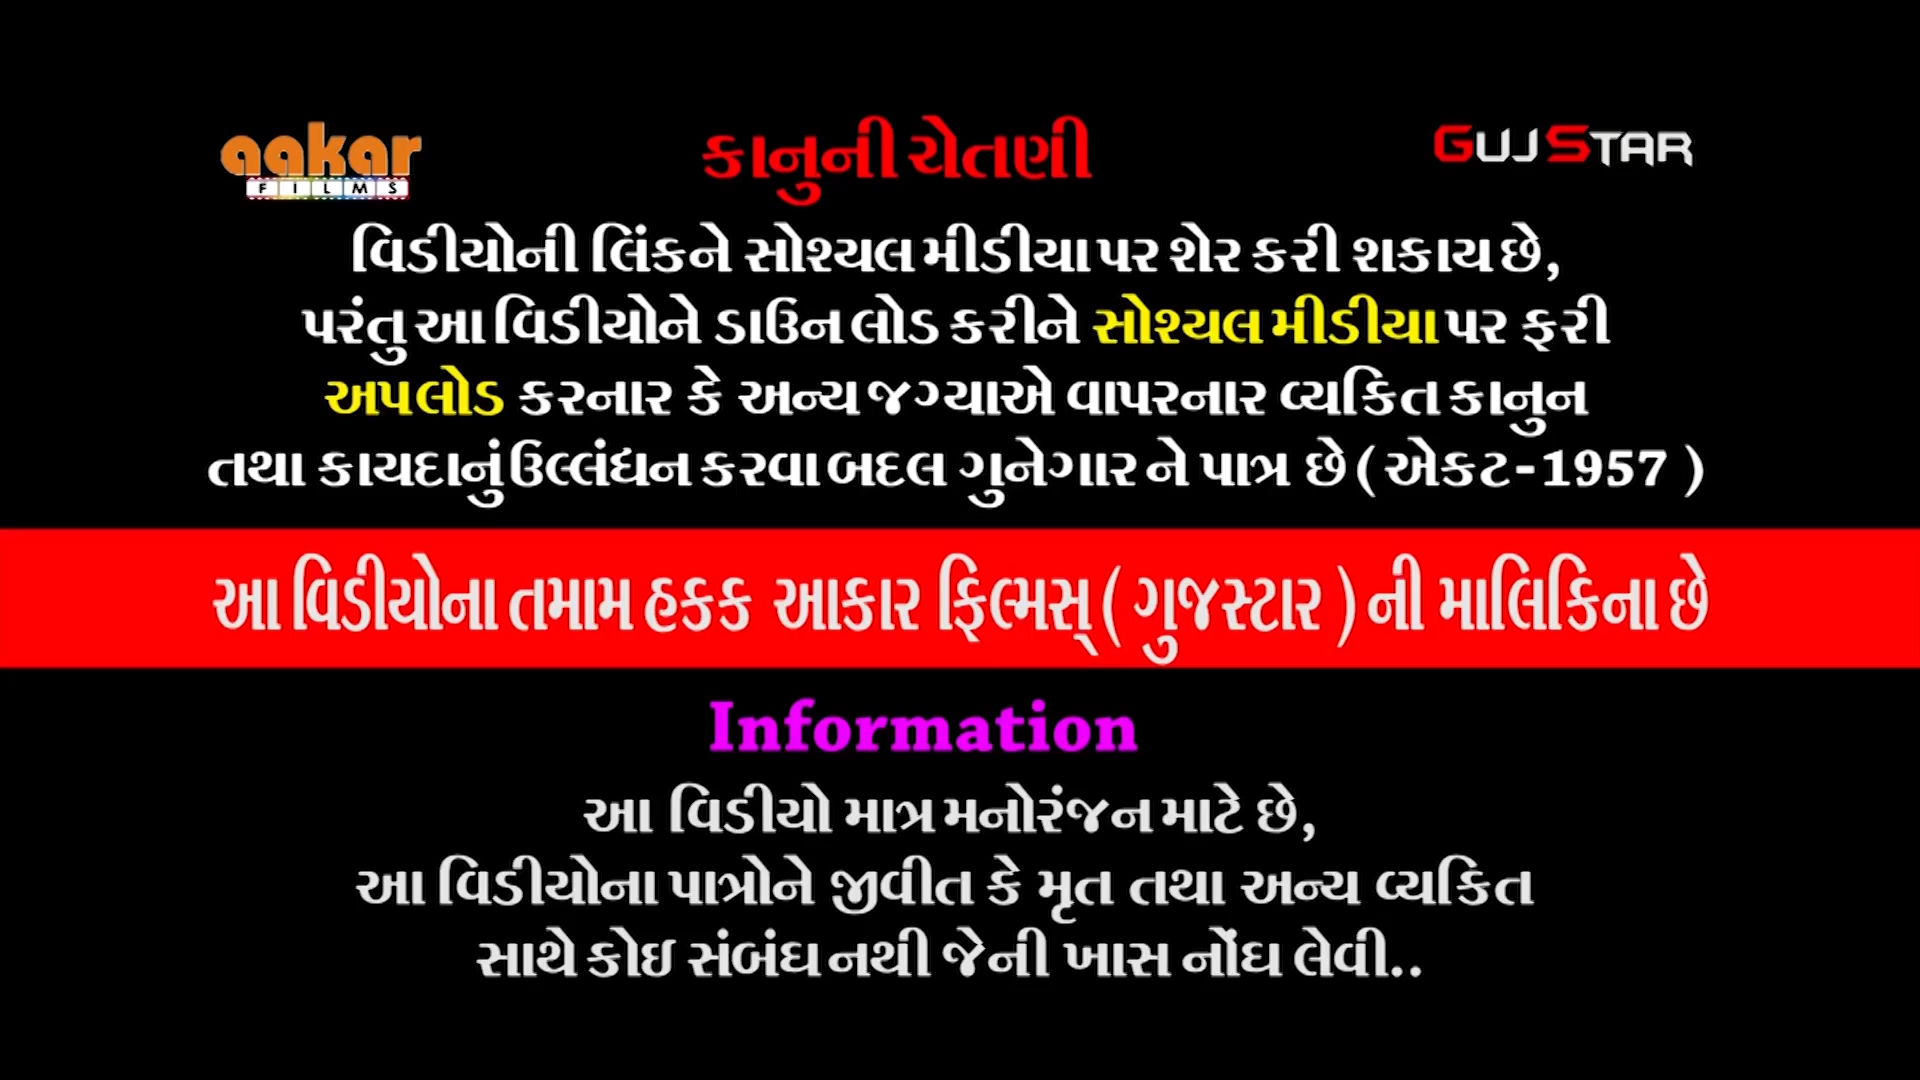 aakar
FILMS
કાનુની ચેતણી
GUJSTAR
વિડીયોની લિંકને સોશ્યલ મીડીયા પર શેર કરી શકાય છે,
પરંતુ આ વિડીયોને ડાઉન લોડ કરીને સોશ્યલ મીડીયા પર ફરી
અપલોડ કરનાર કે અન્ય જગ્યાએ વાપરનાર વ્યકિત કાનુન
તથા કાયદાનું ઉલ્લંઘન કરવા બદલ ગુનેગાર ને પાત્ર છે ( એકટ-1957 )
આ વિડીયોના તમામ હકક આકાર ફિલ્મસ્ ( ગુજસ્ટાર ) ની માલિકિના છે
Information
આ વિડીયો માત્ર મનોરંજન માટે છે,
આ વિડીયોના પાત્રોને જીવીત કે મૃત તથા અન્ય વ્યકિત
સાથે કોઇ સંબંધ નથી જેની ખાસ નોંધ લેવી..